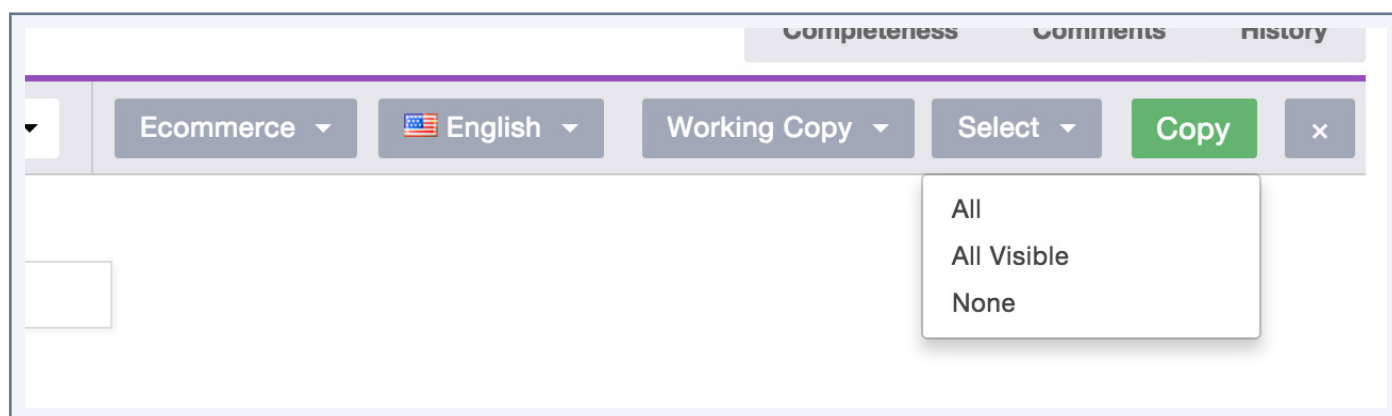 Completeness Comments History
Ecommerce English Working Copy Select Copy ×
All
All Visible
None